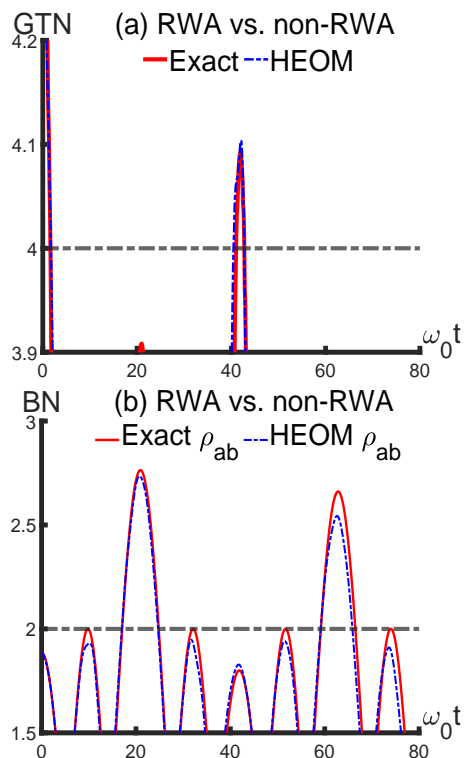 GTN (a) RWA vs. non-RWA
Exact HEOM
4.2
4.1
4
3.9
0 20 40 60 80
ω₀t
BN (b) RWA vs. non-RWA
Exact ρ_ab HEOM ρ_ab
3
2.5
2
1.5
0 20 40 60 80
ω₀t